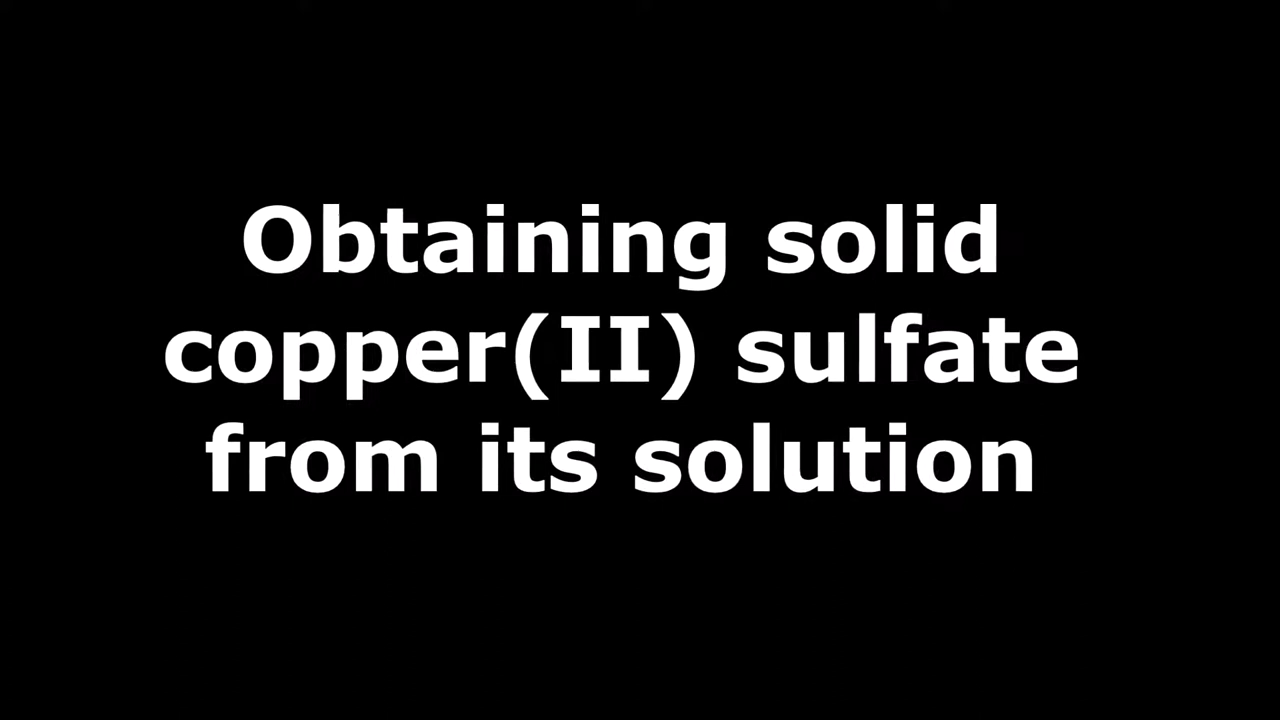 Obtaining solid
copper(II) sulfate
from its solution